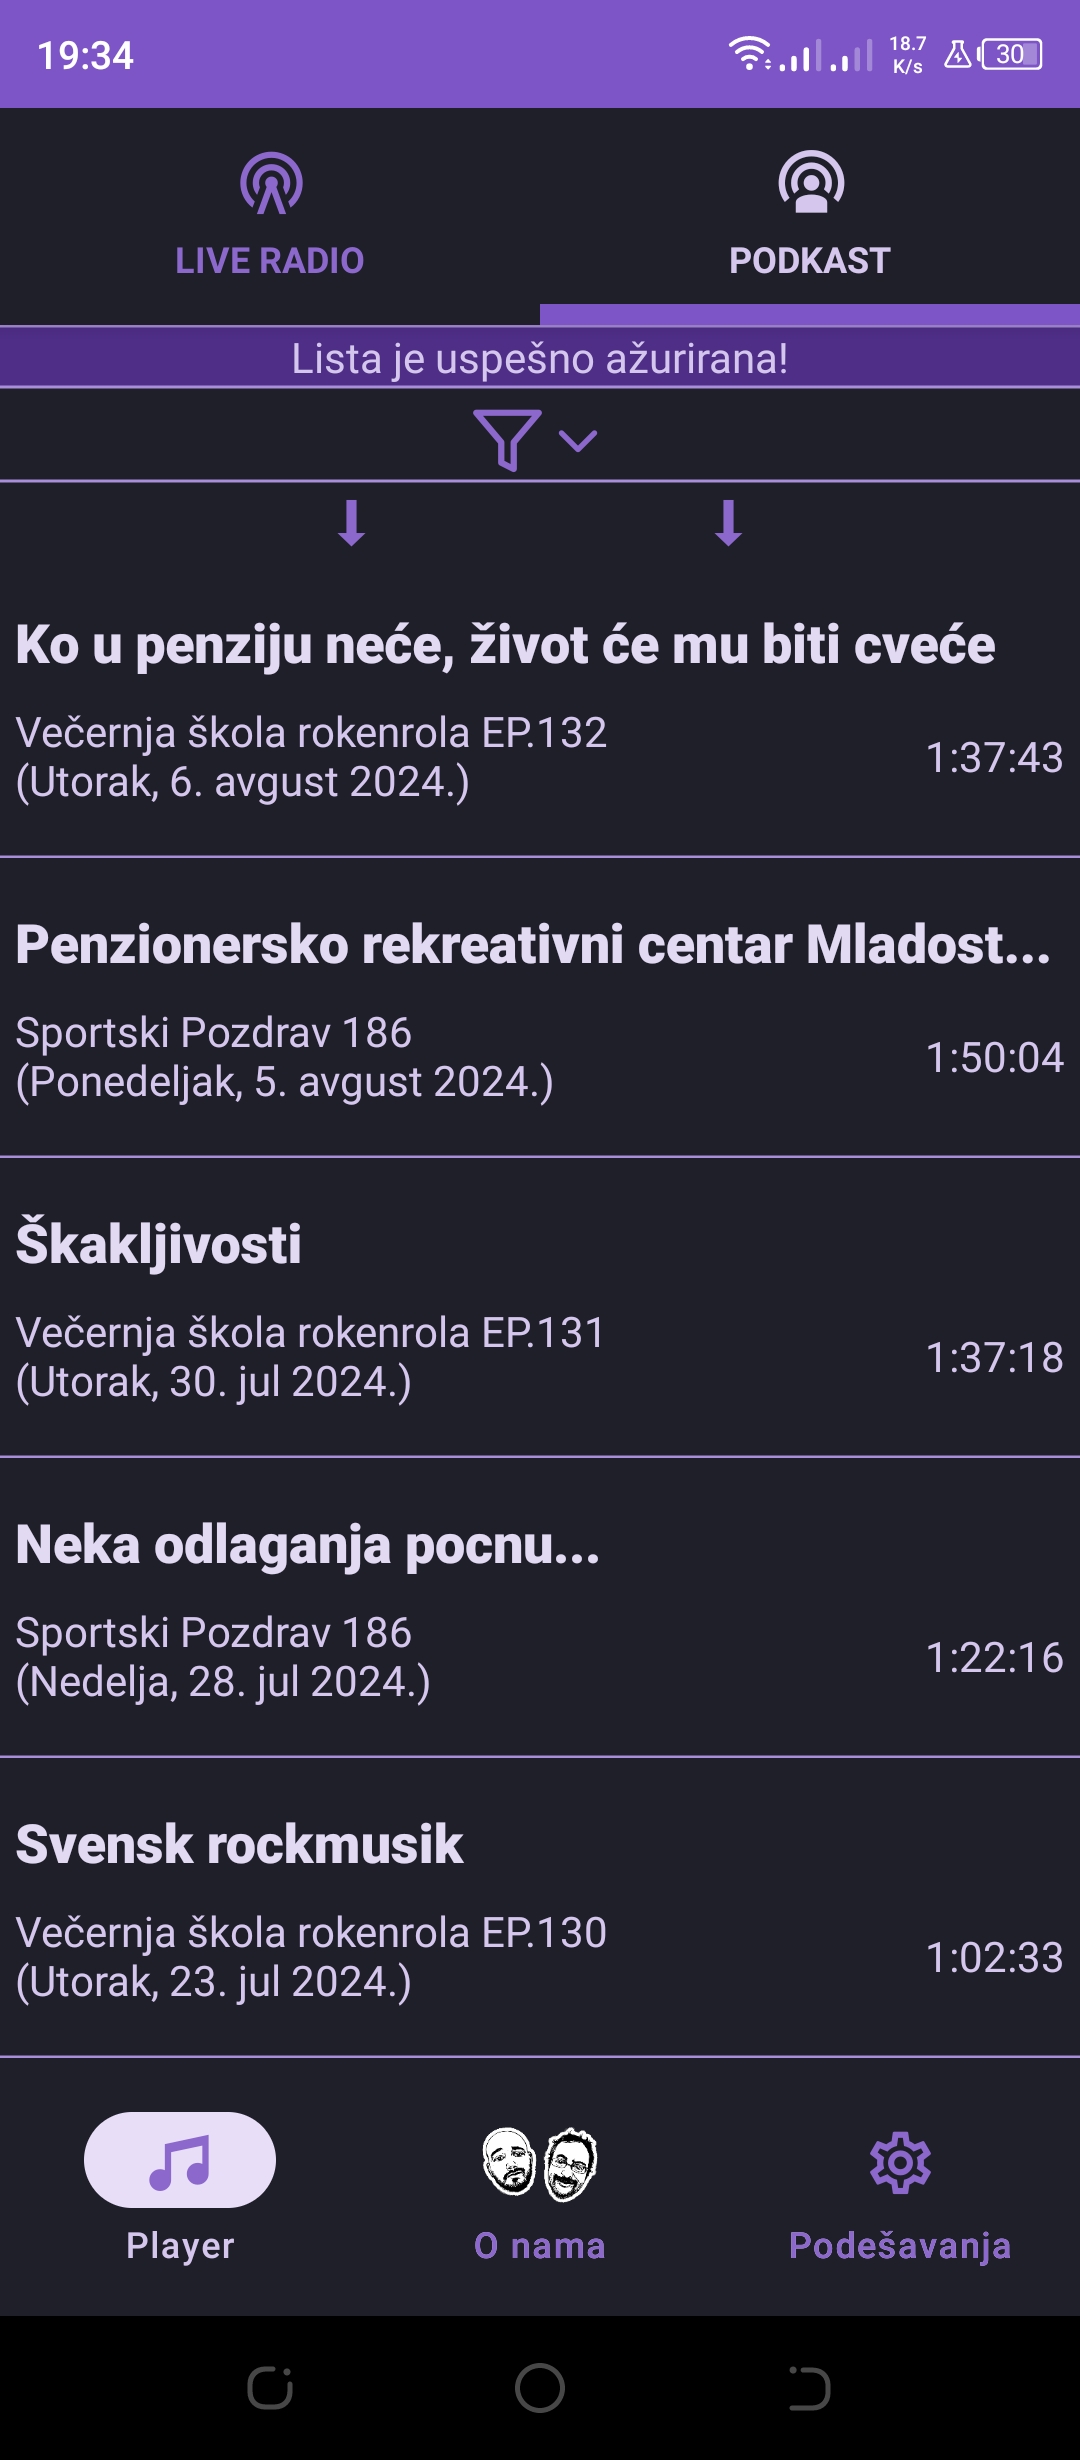 19:34
18.7
K/s
30
LIVE RADIO
PODKAST
Lista je uspešno ažurirana!
Ko u penziju neće, život će mu biti cveće
Večernja škola rokenrola EP.132
(Utorak, 6. avgust 2024.)
1:37:43
Penzionersko rekreativni centar Mladost...
Sportski Pozdrav 186
(Ponedeljak, 5. avgust 2024.)
1:50:04
Škakljivosti
Večernja škola rokenrola EP.131
(Utorak, 30. jul 2024.)
1:37:18
Neka odlaganja pocnu...
Sportski Pozdrav 186
(Nedelja, 28. jul 2024.)
1:22:16
Svensk rockmusik
Večernja škola rokenrola EP.130
(Utorak, 23. jul 2024.)
1:02:33
Player
O nama
Podešavanja